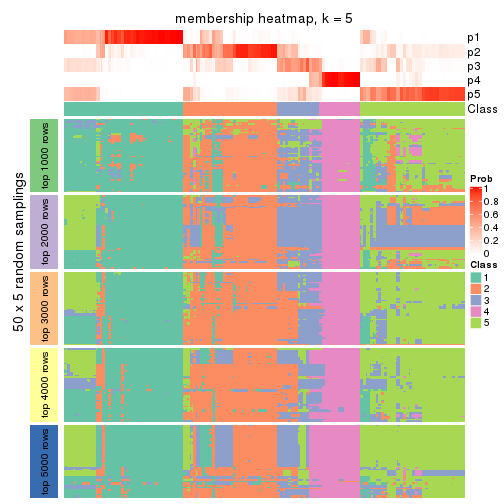 membership heatmap, k = 5
p1
p2
p3
p4
p5
Class
50 x 5 random samplings
top 1000 rows
top 2000 rows
top 3000 rows
top 4000 rows
top 5000 rows
Prob
1
0.8
0.6
0.4
0.2
0
Class
1
2
3
4
5